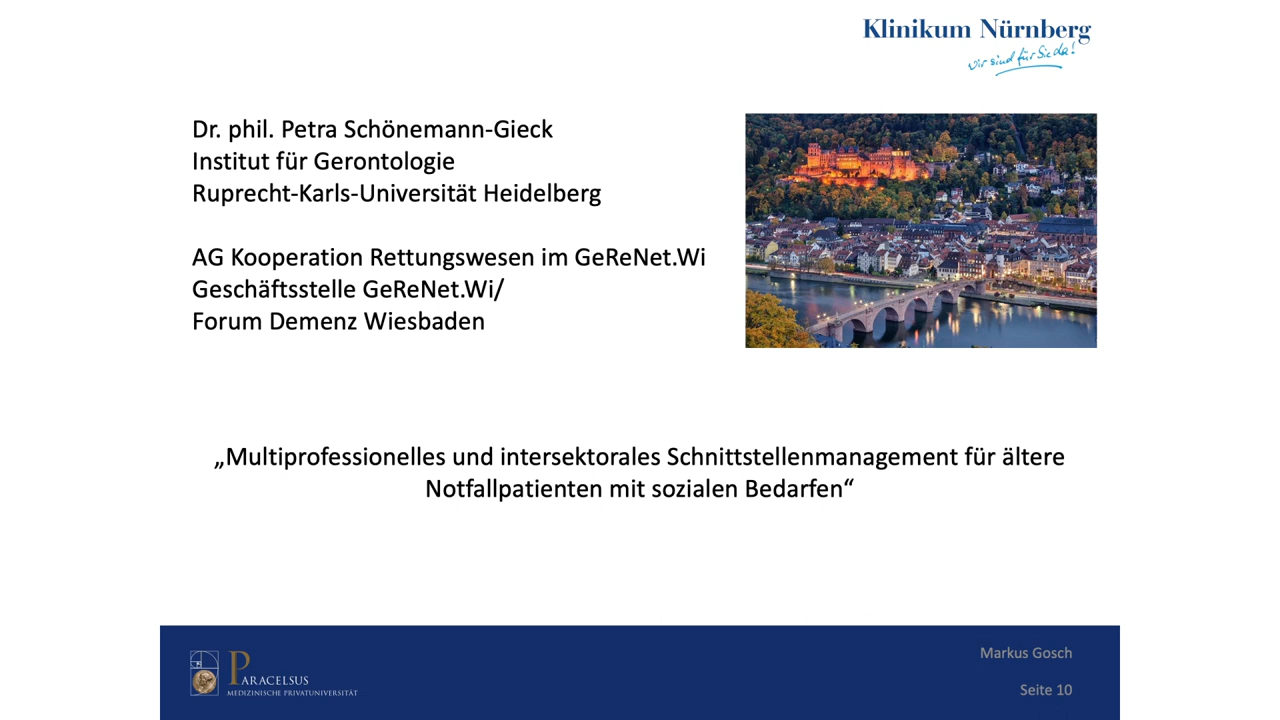 Klinikum Nürnberg
wir sind für Sie da!
Dr. phil. Petra Schönemann-Gieck
Institut für Gerontologie
Ruprecht-Karls-Universität Heidelberg
AG Kooperation Rettungswesen im GeReNet.Wi
Geschäftsstelle GeReNet.Wi/
Forum Demenz Wiesbaden
„Multiprofessionelles und intersektorales Schnittstellenmanagement für ältere
Notfallpatienten mit sozialen Bedarfen“
PARACELSUS
MEDIZINISCHE PRIVATUNIVERSITÄT
Markus Gosch
Seite 10